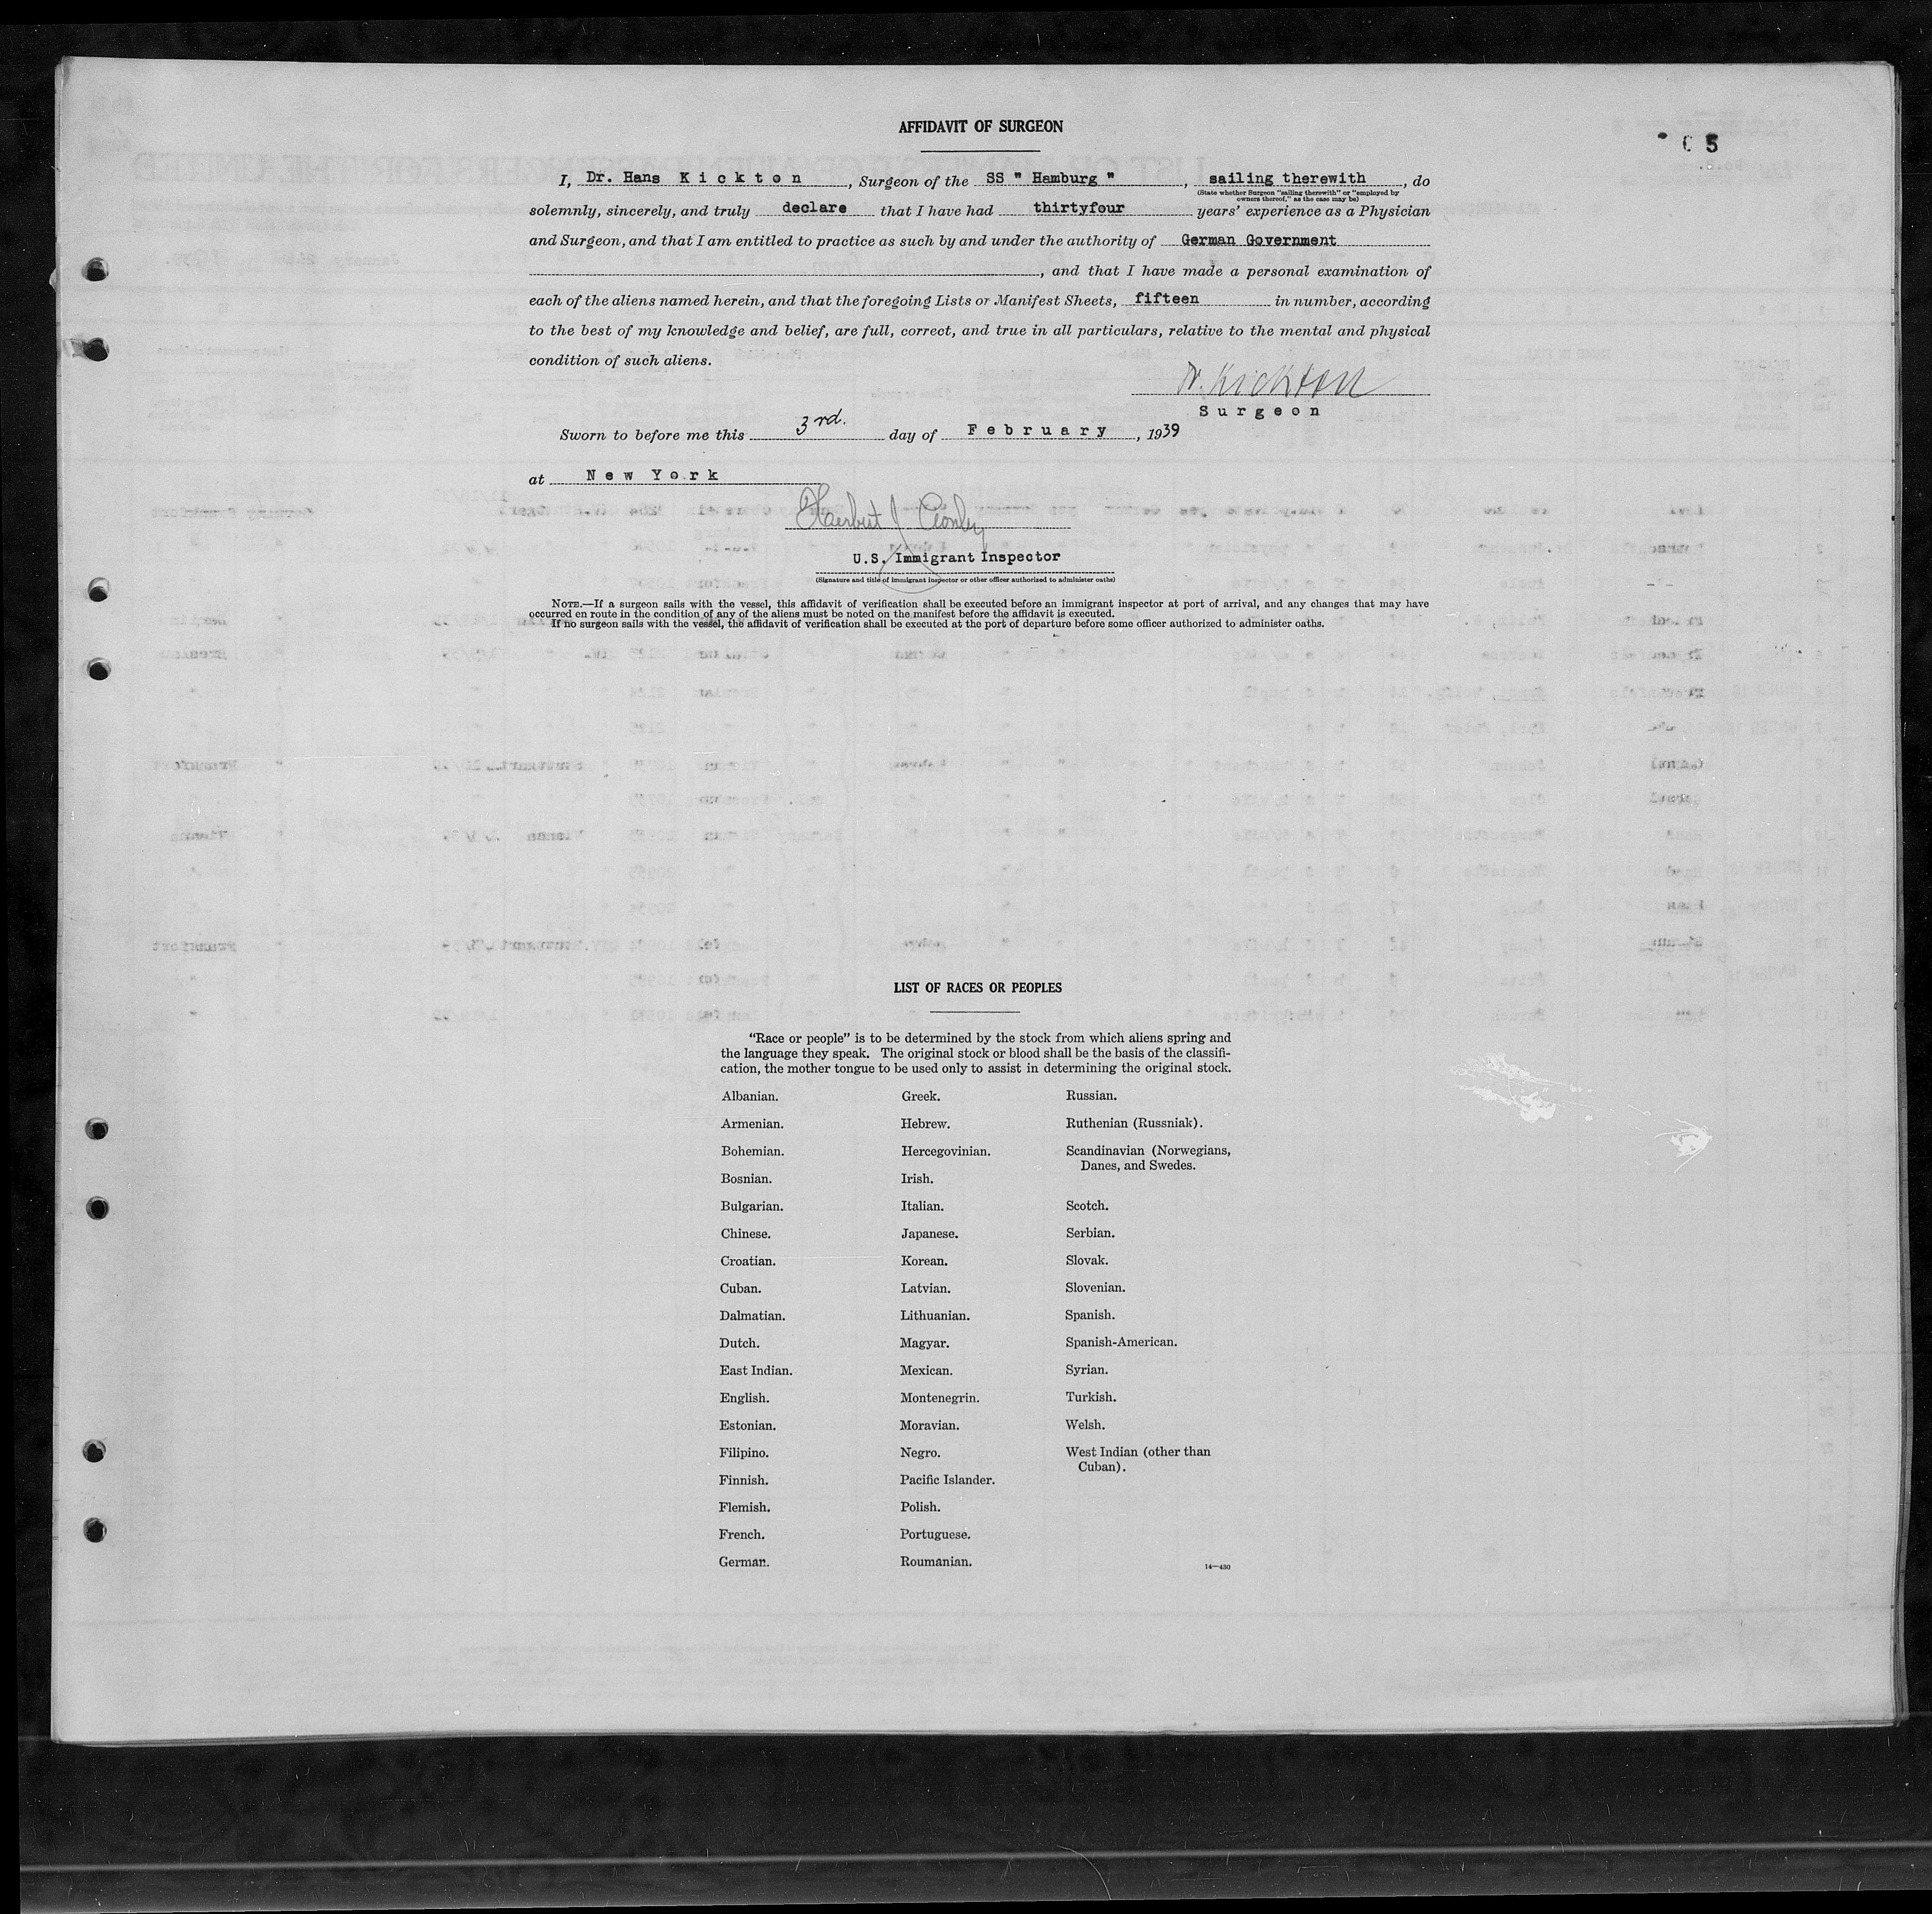 AFFIDAVIT OF SURGEON
5
I, Dr. Hans Kickton, Surgeon of the SS " Hamburg ", sailing therewith, do
(State whether Surgeon "sailing therewith" or "employed by
owners thereof," as the case may be)
solemnly, sincerely, and truly declare that I have had thirtyfour years' experience as a Physician
and Surgeon, and that I am entitled to practice as such by and under the authority of German Government
, and that I have made a personal examination of
each of the aliens named herein, and that the foregoing Lists or Manifest Sheets, fifteen in number, according
to the best of my knowledge and belief, are full, correct, and true in all particulars, relative to the mental and physical
condition of such aliens.
Kickton
Surgeon
Sworn to before me this 3rd. day of February, 1939
at New York
U.S. Immigrant Inspector
(Signature and title of immigrant inspector or other officer authorized to administer oaths)
NOTE.—If a surgeon sails with the vessel, this affidavit of verification shall be executed before an immigrant inspector at port of arrival, and any changes that may have
occurred en route in the condition of any of the aliens must be noted on the manifest before the affidavit is executed.
If no surgeon sails with the vessel, the affidavit of verification shall be executed at the port of departure before some officer authorized to administer oaths.
LIST OF RACES OR PEOPLES
"Race or people" is to be determined by the stock from which aliens spring and
the language they speak. The original stock or blood shall be the basis of the classifi-
cation, the mother tongue to be used only to assist in determining the original stock.
Albanian.
Armenian.
Bohemian.
Bosnian.
Bulgarian.
Chinese.
Croatian.
Cuban.
Dalmatian.
Dutch.
East Indian.
English.
Estonian.
Filipino.
Finnish.
Flemish.
French.
German.
Greek.
Hebrew.
Hercegovinian.
Irish.
Italian.
Japanese.
Korean.
Latvian.
Lithuanian.
Magyar.
Mexican.
Montenegrin.
Moravian.
Negro.
Pacific Islander.
Polish.
Portuguese.
Roumanian.
Russian.
Ruthenian (Russniak).
Scandinavian (Norwegians,
Danes, and Swedes.
Scotch.
Serbian.
Slovak.
Slovenian.
Spanish.
Spanish-American.
Syrian.
Turkish.
Welsh.
West Indian (other than
Cuban).
14—430